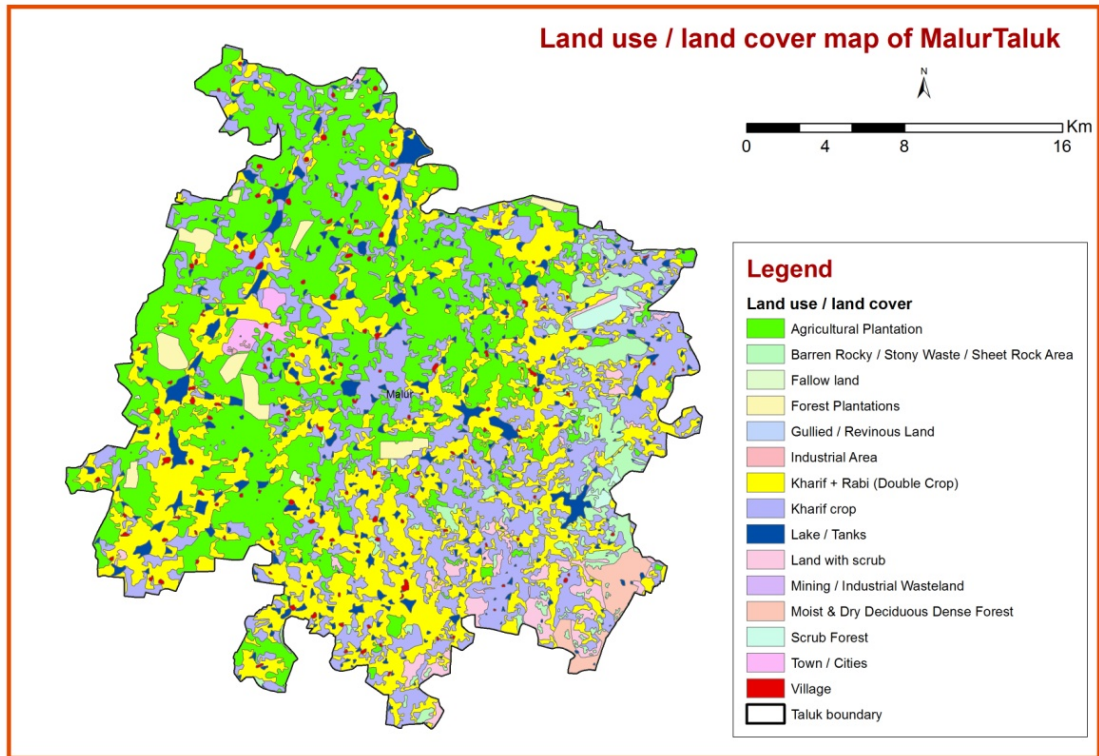 Land use / land cover map of MalurTaluk
N
Km
0 4 8 16
Malur
Legend
Land use / land cover
Agricultural Plantation
Barren Rocky / Stony Waste / Sheet Rock Area
Fallow land
Forest Plantations
Gullied / Revinous Land
Industrial Area
Kharif + Rabi (Double Crop)
Kharif crop
Lake / Tanks
Land with scrub
Mining / Industrial Wasteland
Moist & Dry Deciduous Dense Forest
Scrub Forest
Town / Cities
Village
Taluk boundary